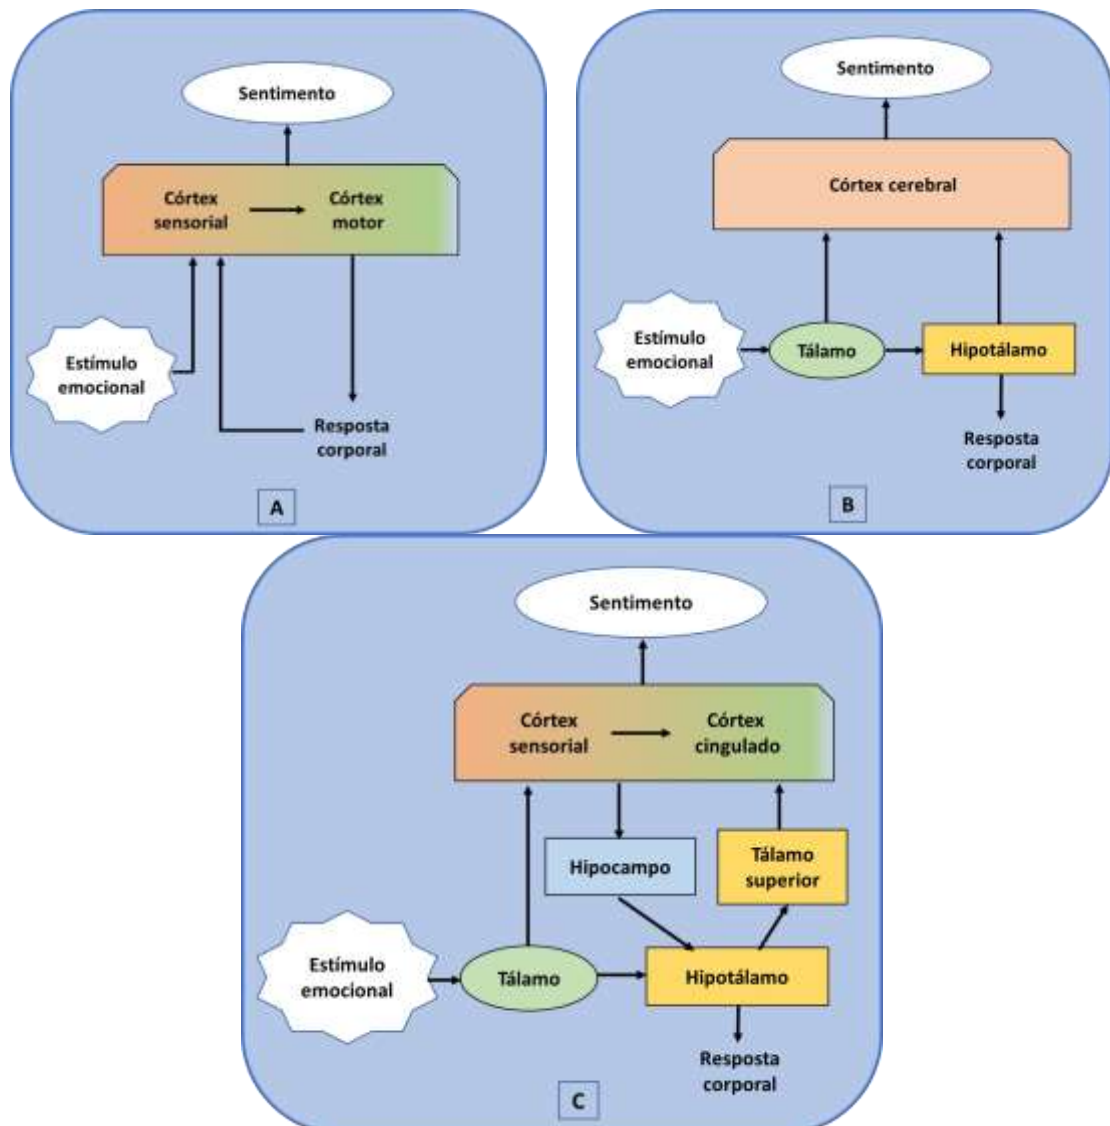 Sentimento
Córtex
sensorial
Córtex
motor
Estímulo
emocional
Resposta
corporal
A
Sentimento
Córtex cerebral
Estímulo
emocional
Tálamo
Hipotálamo
Resposta
corporal
B
Sentimento
Córtex
sensorial
Córtex
cingulado
Hipocampo
Tálamo
superior
Estímulo
emocional
Tálamo
Hipotálamo
Resposta
corporal
C